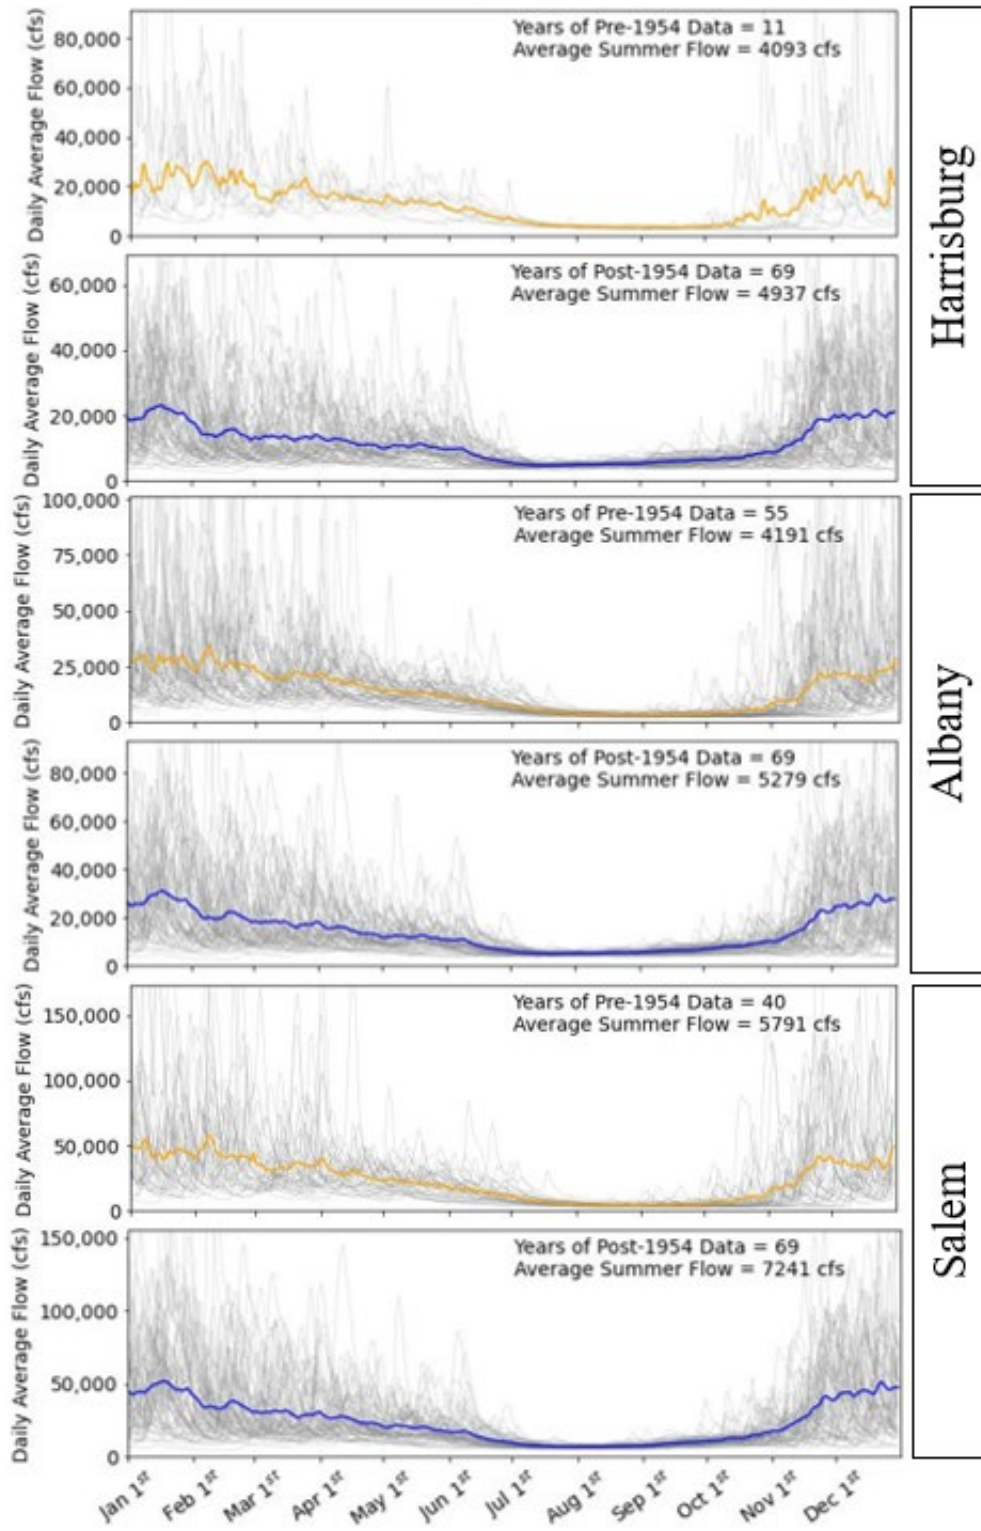 Daily Average Flow (cfs)
80,000
60,000
40,000
20,000
0
Years of Pre-1954 Data = 11
Average Summer Flow = 4093 cfs
Daily Average Flow (cfs)
60,000
40,000
20,000
0
Years of Post-1954 Data = 69
Average Summer Flow = 4937 cfs
Harrisburg
Daily Average Flow (cfs)
100,000
75,000
50,000
25,000
0
Years of Pre-1954 Data = 55
Average Summer Flow = 4191 cfs
Daily Average Flow (cfs)
80,000
60,000
40,000
20,000
0
Years of Post-1954 Data = 69
Average Summer Flow = 5279 cfs
Albany
Daily Average Flow (cfs)
150,000
100,000
50,000
0
Years of Pre-1954 Data = 40
Average Summer Flow = 5791 cfs
Daily Average Flow (cfs)
150,000
100,000
50,000
0
Years of Post-1954 Data = 69
Average Summer Flow = 7241 cfs
Salem
Jan 1st
Feb 1st
Mar 1st
Apr 1st
May 1st
Jun 1st
Jul 1st
Aug 1st
Sep 1st
Oct 1st
Nov 1st
Dec 1st